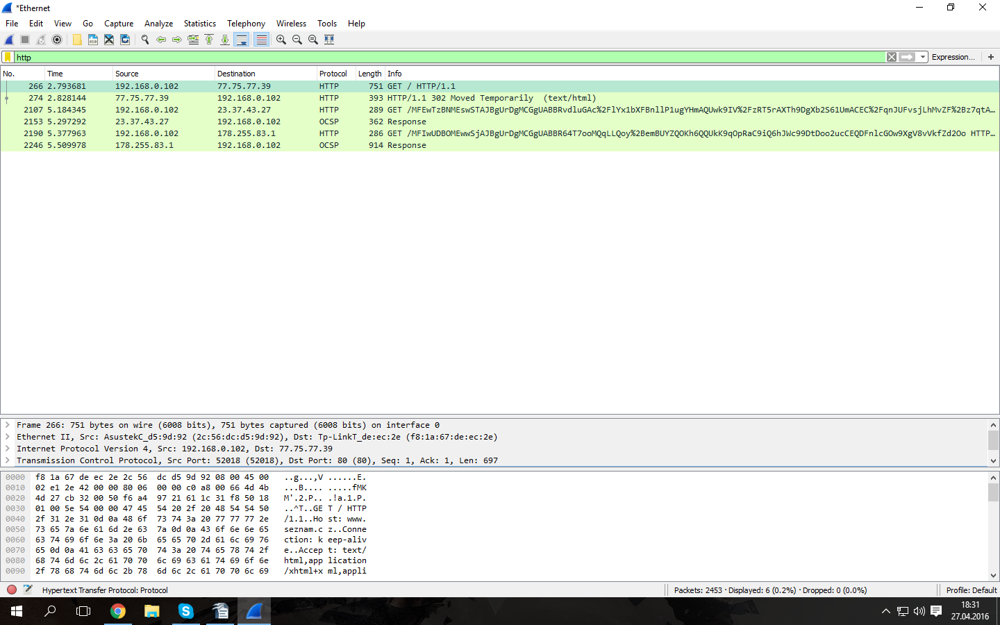 *Ethernet
File Edit View Go Capture Analyze Statistics Telephony Wireless Tools Help
http Expression... +
No. Time Source Destination Protocol Length Info
266 2.793681 192.168.0.102 77.75.77.39 HTTP 751 GET / HTTP/1.1
274 2.828144 77.75.77.39 192.168.0.102 HTTP 393 HTTP/1.1 302 Moved Temporarily (text/html)
2107 5.184345 192.168.0.102 23.37.43.27 HTTP 289 GET /MFEwTzBNMEswSTAJBgUrDgMCGgUABBRvdluGAc%2FlYx1bXFBnllP1ugYHmAQUwk9IV%2FzRT5rAXTh9DgXb2S61UmACEC%2FqnJUFvsjLhMvZF%2Bz7qtA…
2153 5.297292 23.37.43.27 192.168.0.102 OCSP 362 Response
2190 5.377963 192.168.0.102 178.255.83.1 HTTP 286 GET /MFIwUDBOMEwwSjAJBgUrDgMCGgUABBR64T7ooMQqLLQoy%2BemBUYZQOKh6QQUkK9qOpRaC9iQ6hJWc99DtDoo2ucCEQDFnlcGOw9XgV8vVkfZd2Oo HTTP…
2246 5.509978 178.255.83.1 192.168.0.102 OCSP 914 Response
Frame 266: 751 bytes on wire (6008 bits), 751 bytes captured (6008 bits) on interface 0
Ethernet II, Src: AsustekC_d5:9d:92 (2c:56:dc:d5:9d:92), Dst: Tp-LinkT_de:ec:2e (f8:1a:67:de:ec:2e)
Internet Protocol Version 4, Src: 192.168.0.102, Dst: 77.75.77.39
Transmission Control Protocol, Src Port: 52018 (52018), Dst Port: 80 (80), Seq: 1, Ack: 1, Len: 697
0000 f8 1a 67 de ec 2e 2c 56 dc d5 9d 92 08 00 45 00 ..g...,V ......E.
0010 02 e1 2e 42 00 00 80 06 00 00 c0 a8 00 66 4d 4b ...B.... .....fMK
0020 4d 27 cb 32 00 50 f6 a4 97 21 61 1c 31 f8 50 18 M'.2.P.. .!a.1.P.
0030 01 00 5e 54 00 00 47 45 54 20 2f 20 48 54 54 50 ..^T..GE T / HTTP
0040 2f 31 2e 31 0d 0a 48 6f 73 74 3a 20 77 77 77 2e /1.1..Ho st: www.
0050 73 65 7a 6e 61 6d 2e 63 7a 0d 0a 43 6f 6e 6e 65 seznam.c z..Conne
0060 63 74 69 6f 6e 3a 20 6b 65 65 70 2d 61 6c 69 76 ction: k eep-aliv
0070 65 0d 0a 41 63 63 65 70 74 3a 20 74 65 78 74 2f e..Accep t: text/
0080 68 74 6d 6c 2c 61 70 70 6c 69 63 61 74 69 6f 6e html,app lication
0090 2f 78 68 74 6d 6c 2b 78 6d 6c 2c 61 70 70 6c 69 /xhtml+x ml,appli
Hypertext Transfer Protocol: Protocol Packets: 2453 · Displayed: 6 (0.2%) · Dropped: 0 (0.0%) Profile: Default
18:31
27.04.2016